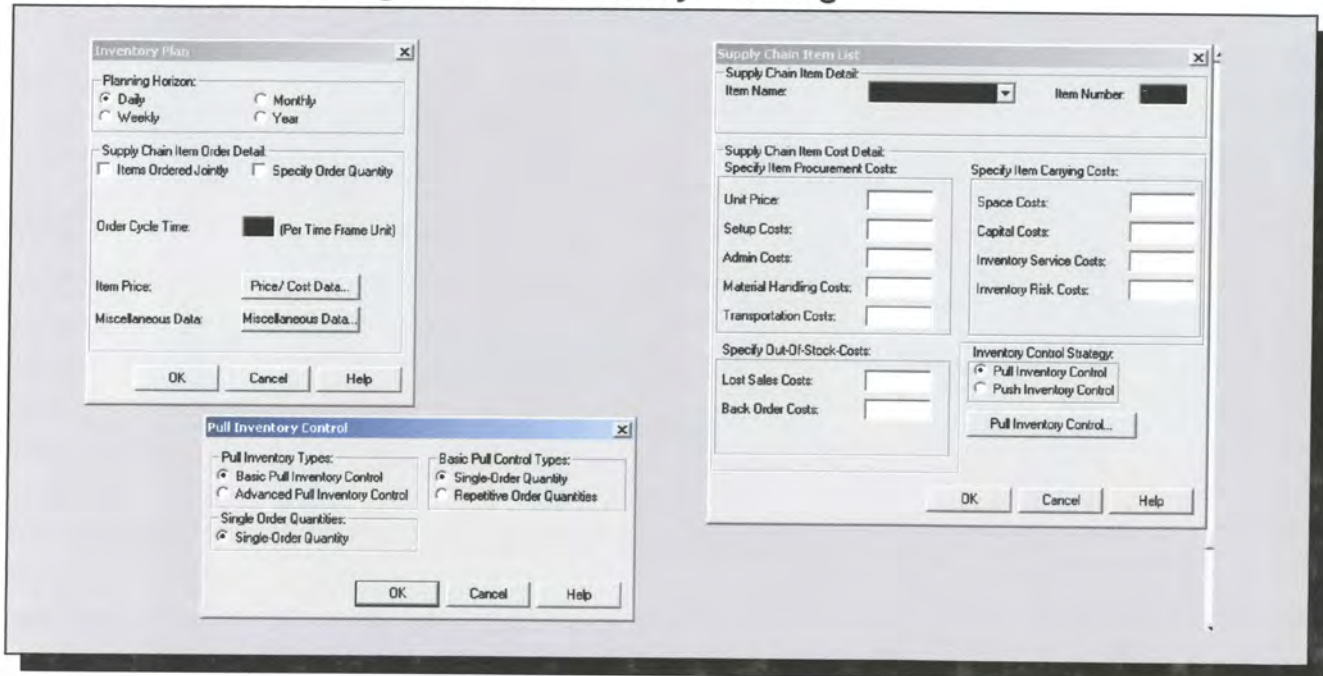 Inventory Plan
Planning Horizon:
Daily
Monthly
Weekly
Year
Supply Chain Item Order Detail:
Items Ordered Jointly
Specify Order Quantity
Order Cycle Time:
(Per Time Frame Unit)
Item Price:
Price/ Cost Data...
Miscellaneous Data:
Miscellaneous Data...
OK
Cancel
Help
Supply Chain Item List
Supply Chain Item Detail:
Item Name:
Item Number:
Supply Chain Item Cost Detail:
Specify Item Procurement Costs:
Unit Price:
Setup Costs:
Admin Costs:
Material Handling Costs:
Transportation Costs:
Specify Item Carrying Costs:
Space Costs:
Capital Costs:
Inventory Service Costs:
Inventory Risk Costs:
Specify Out-Of-Stock-Costs:
Lost Sales Costs:
Back Order Costs:
Inventory Control Strategy:
Pull Inventory Control
Push Inventory Control
Pull Inventory Control...
OK
Cancel
Help
Pull Inventory Control
Pull Inventory Types:
Basic Pull Inventory Control
Advanced Pull Inventory Control
Basic Pull Control Types:
Single-Order Quantity
Repetitive Order Quantities
Single Order Quantities:
Single-Order Quantity
OK
Cancel
Help